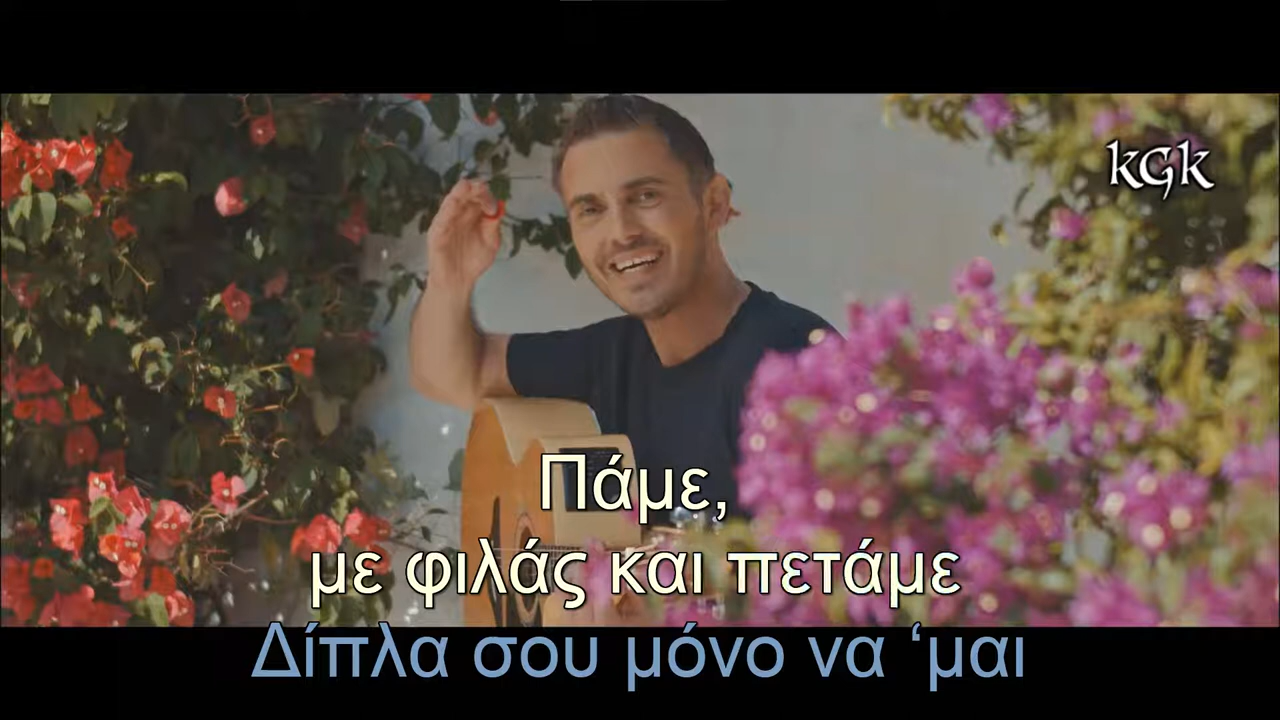 kGk
Πάμε,
με φιλάς και πετάμε
Δίπλα σου μόνο να ‘μαι